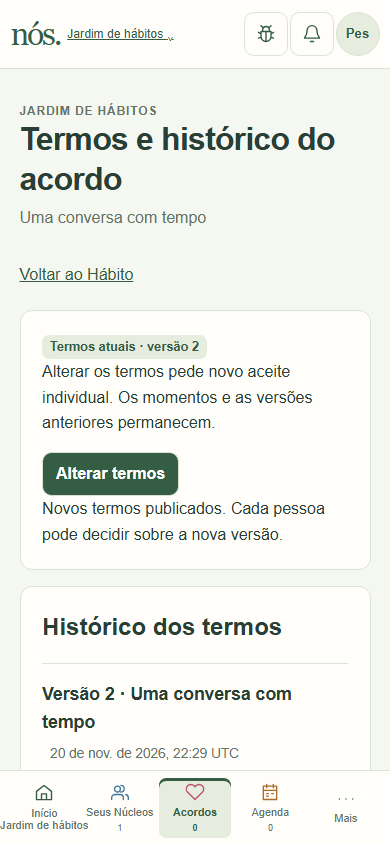 nós. Jardim de hábitos
Pes
JARDIM DE HÁBITOS
Termos e histórico do
acordo
Uma conversa com tempo
Voltar ao Hábito
Termos atuais · versão 2
Alterar os termos pede novo aceite
individual. Os momentos e as versões
anteriores permanecem.
Alterar termos
Novos termos publicados. Cada pessoa
pode decidir sobre a nova versão.
Histórico dos termos
Versão 2 · Uma conversa com
tempo
20 de nov. de 2026, 22:29 UTC
Início
Jardim de hábitos
Seus Núcleos
1
Acordos
0
Agenda
0
...
Mais